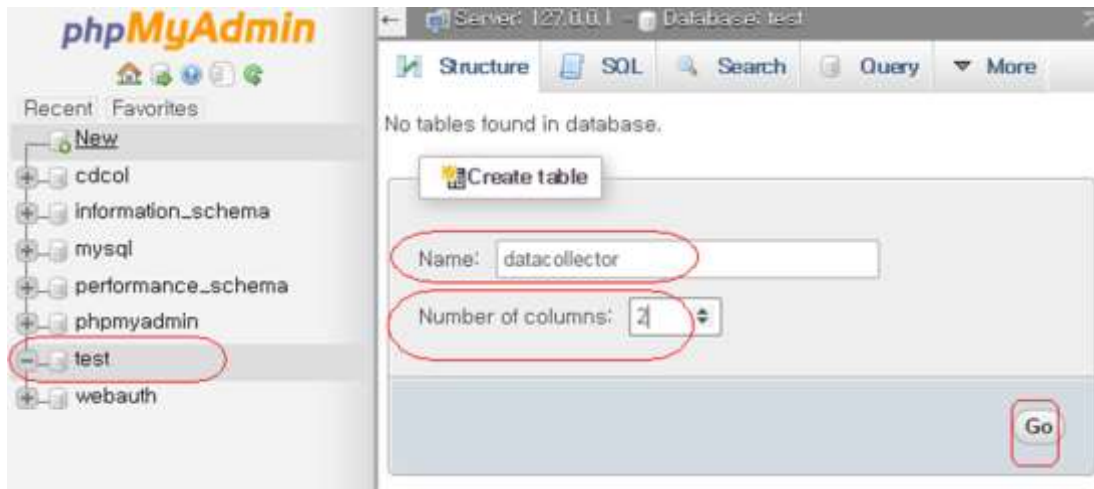 phpMyAdmin
Recent Favorites
New
cdcol
information_schema
mysql
performance_schema
phpmyadmin
test
webauth
Server: 127.0.0.1 - Database: test
Structure SQL Search Query More
No tables found in database.
Create table
Name: datacollector
Number of columns: 2
Go